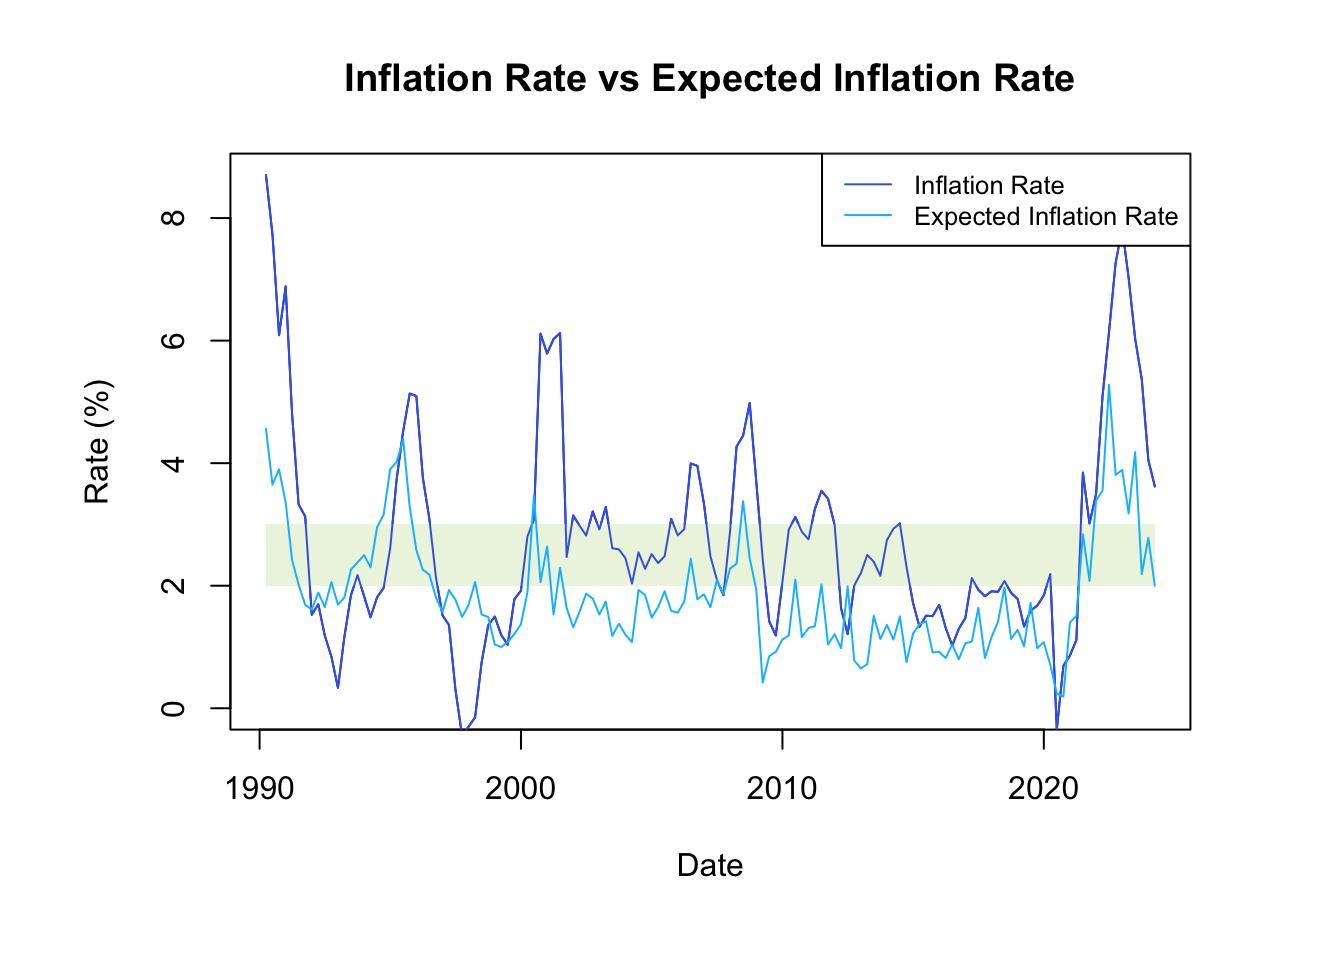 Inflation Rate vs Expected Inflation Rate
Inflation Rate
Expected Inflation Rate
8
6
4
2
0
Rate (%)
1990 2000 2010 2020
Date